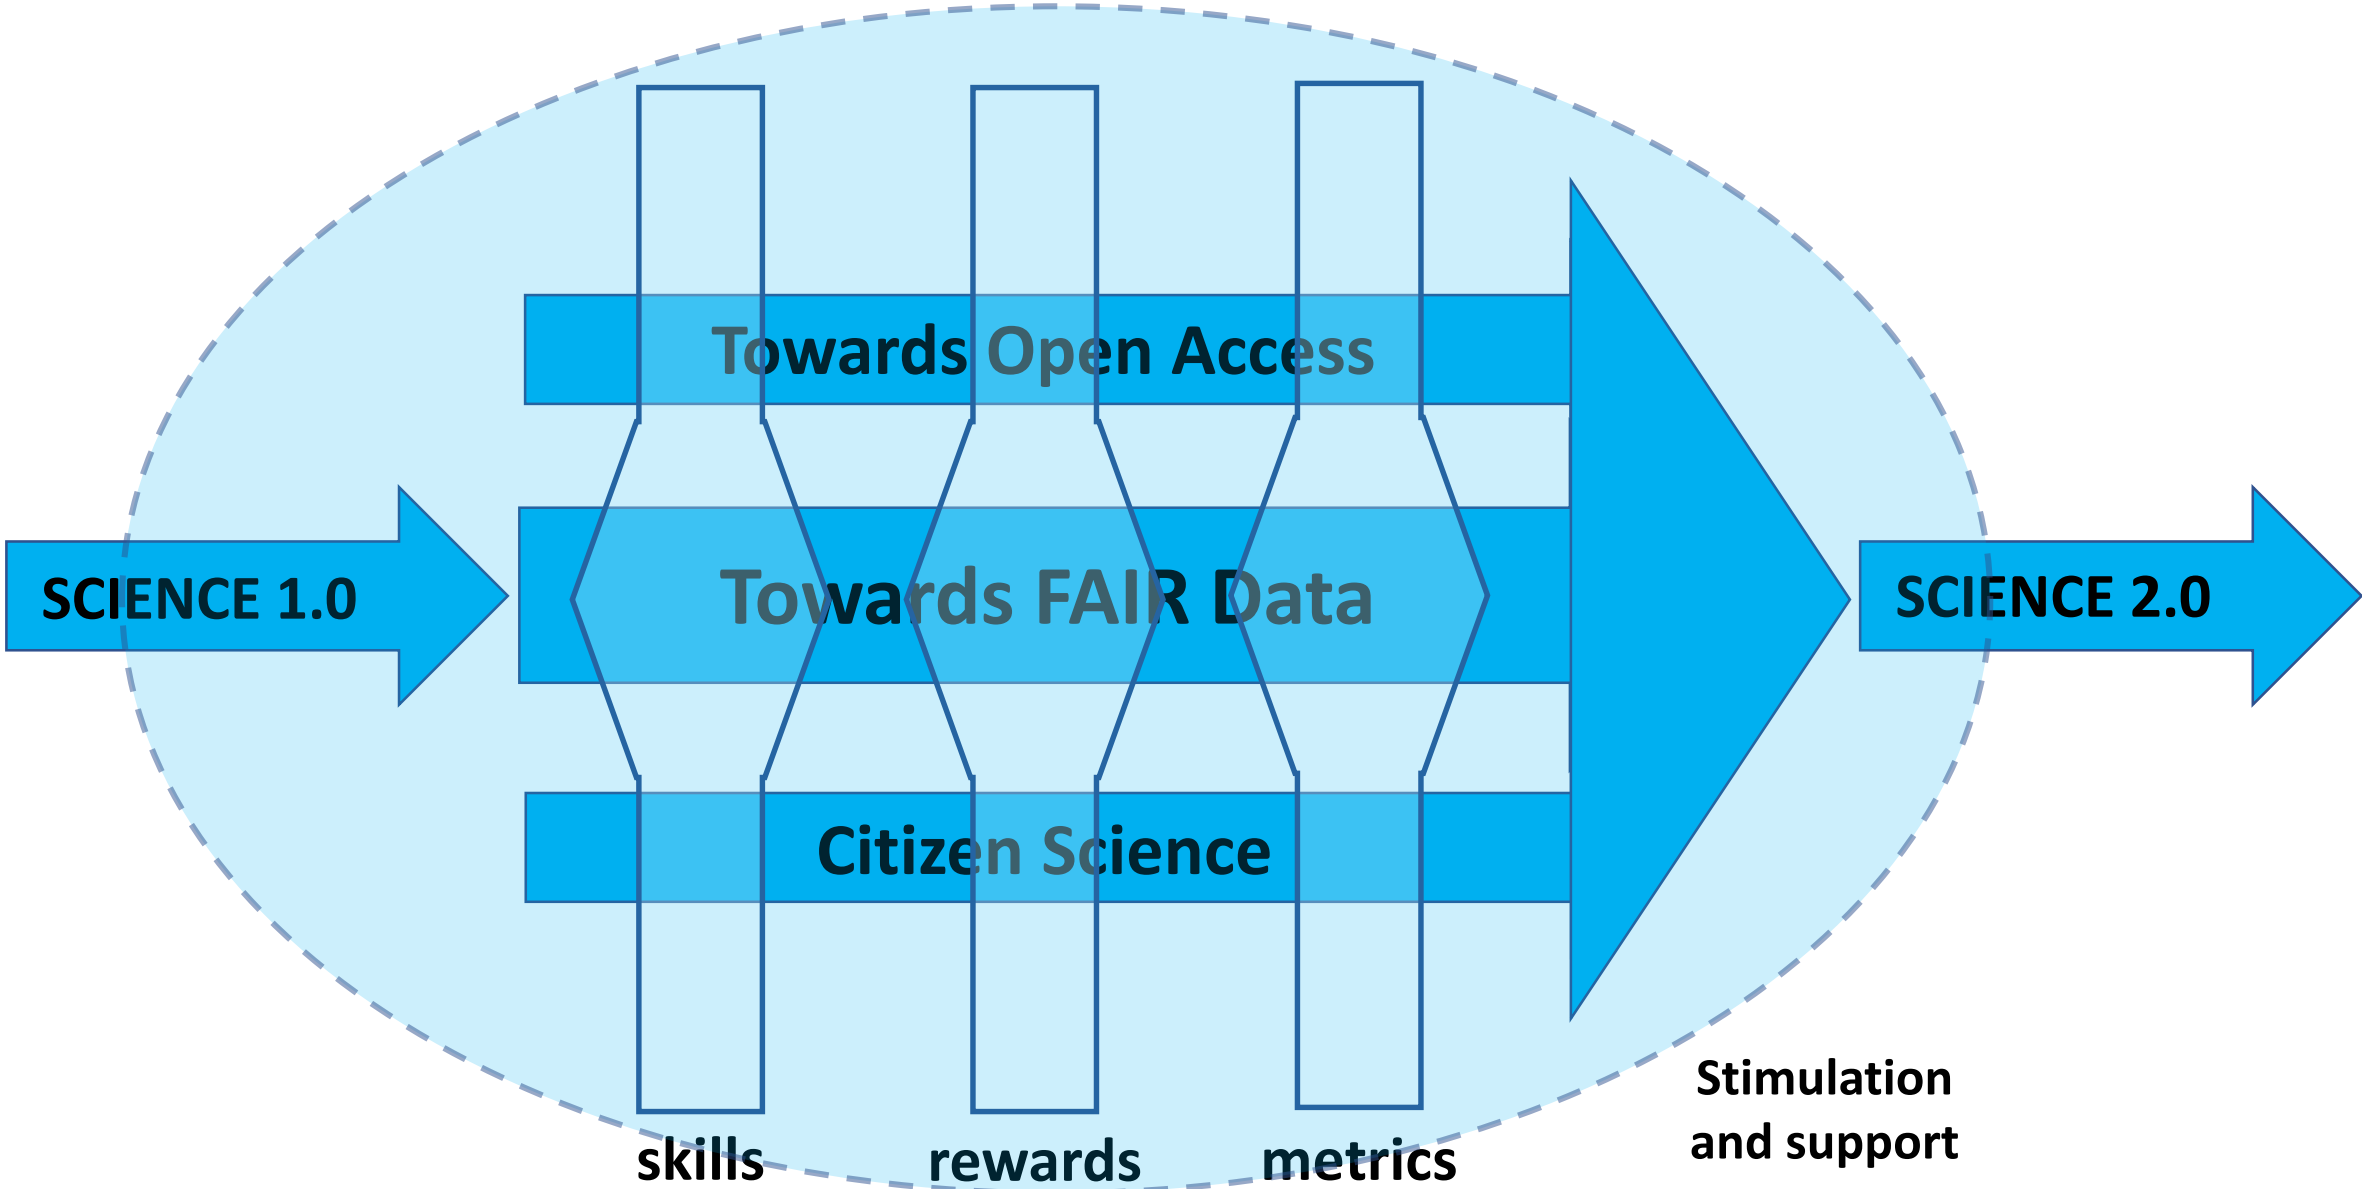 Towards Open Access
SCIENCE 1.0
Towards FAIR Data
SCIENCE 2.0
Citizen Science
Stimulation
and support
skills
rewards
metrics